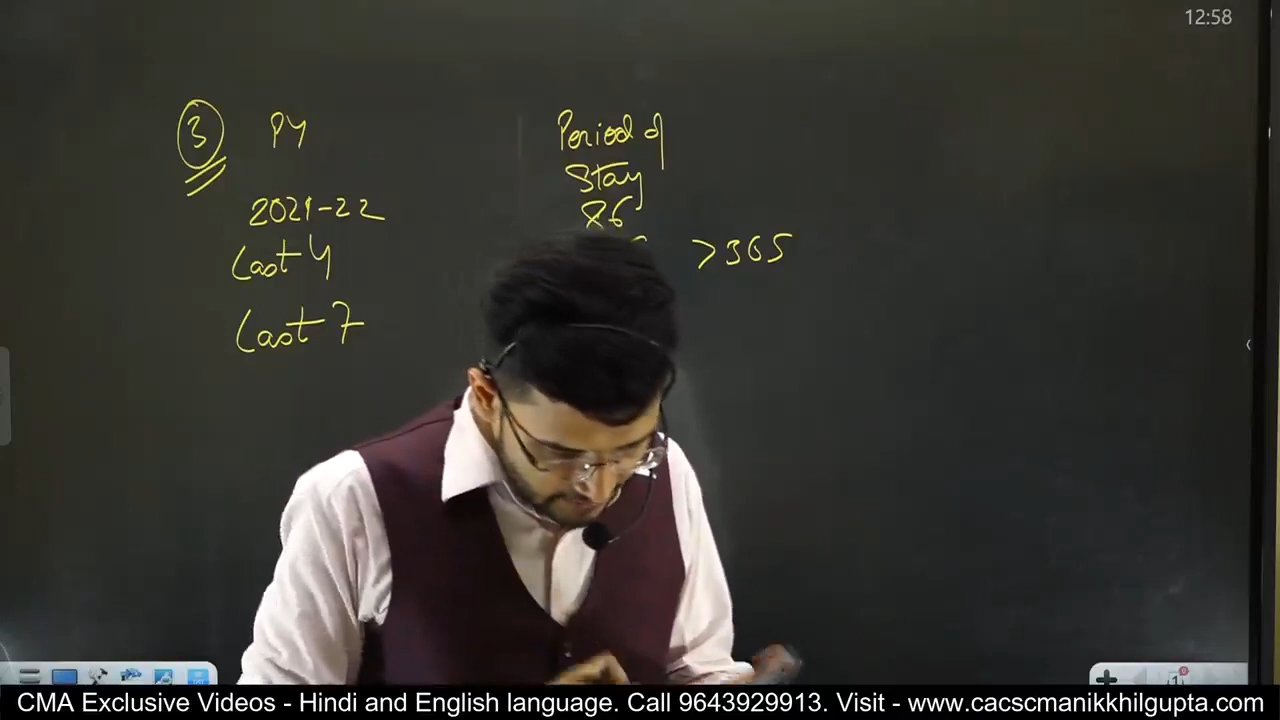 12:58
3 PY Period of
Stay
2021-22 86
Last 4 >365
Last 7
CMA Exclusive Videos - Hindi and English language. Call 9643929913. Visit - www.cacscmanikkhilgupta.com